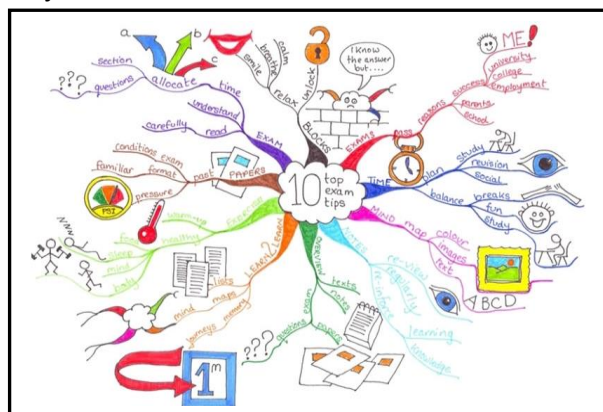 10 top
exam
tips
EXAMS
pass
reasons
success
ME!
university
college
employment
parents
school
TIME
plan
study
revision
social
balance
breaks
fun
study
MIND
map
colour
images
text
ABCD
NOTES
re-view
regularly
reinforce
learning
knowledge
OVERVIEW
texts
notes
exam
papers
questions
???
LEARN2LEARN
lists
maps
mind
memory
journeys
1m
EXERCISE
healthy
food
sleep
mind
body
NZZZ
PAPERS
past
conditions exam
familiar
format
pressure
PSI
EXAM
time
allocate
a
b
c
section
questions
???
understand
read
carefully
BLOCKS
unlock
relax
calm
breathe
smile
I know
the answer
but....